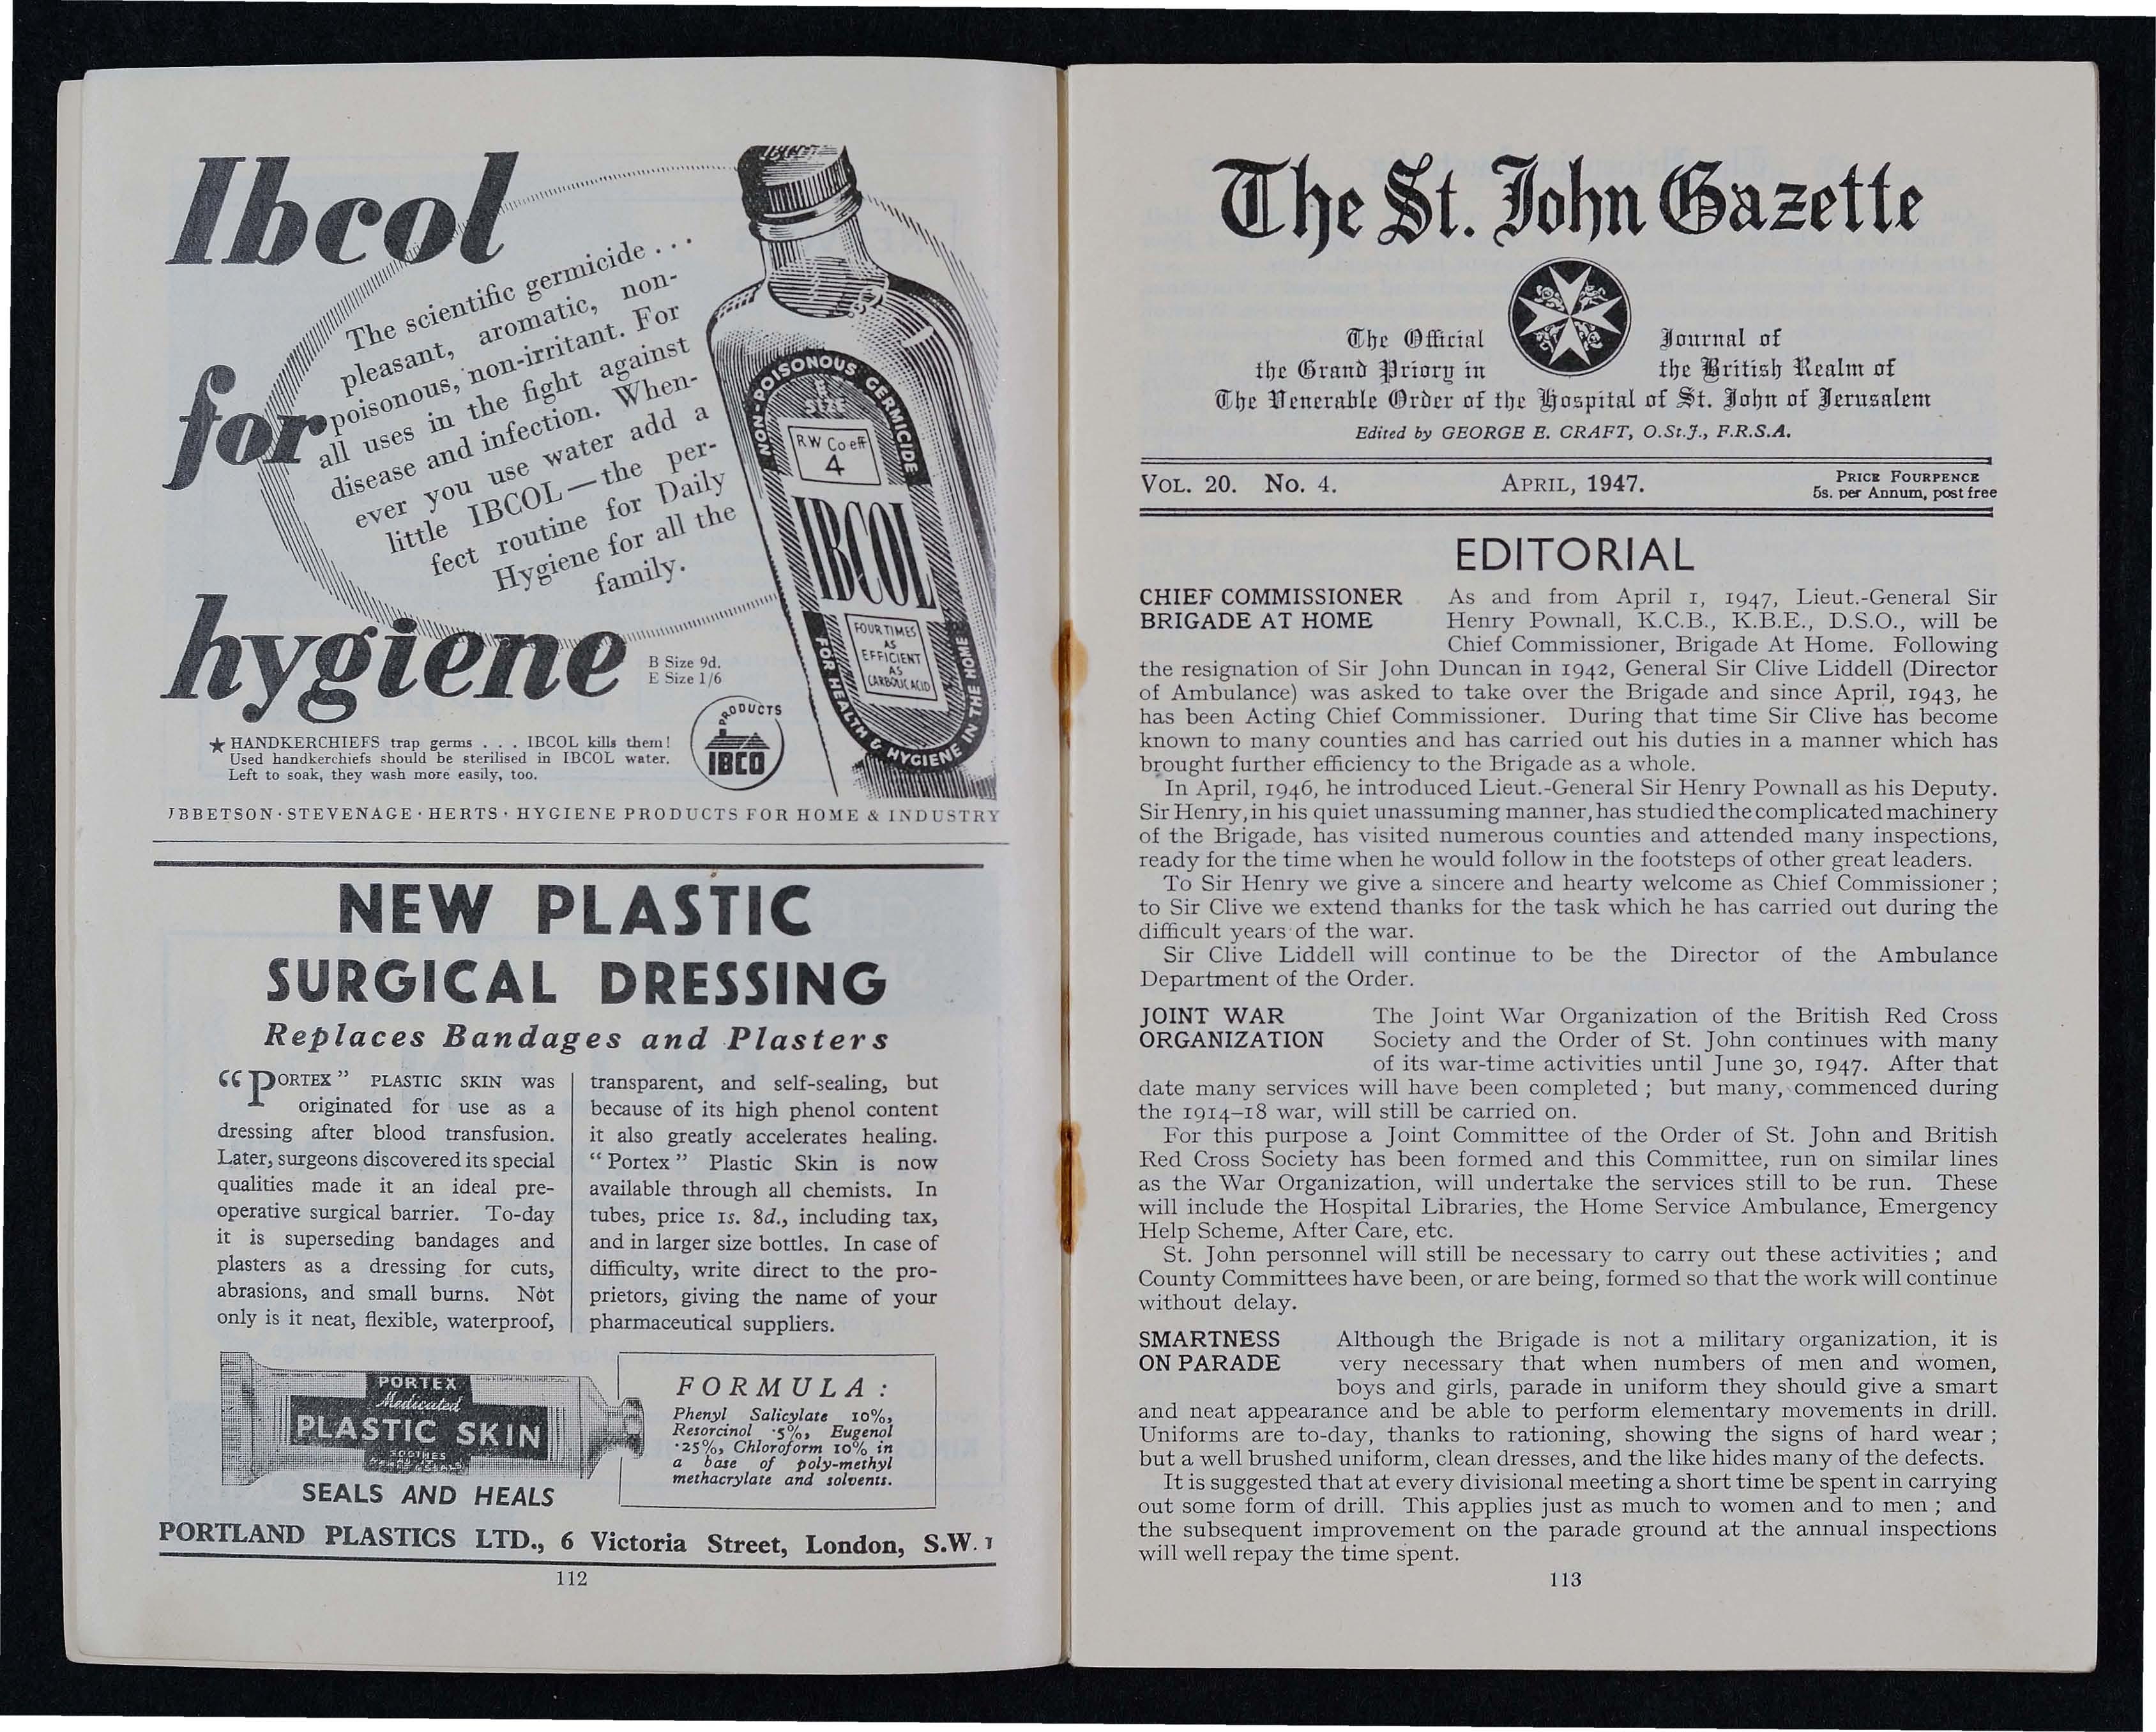 Ibcol
for
hygiene
The scientific germicide . . .
pleasant, aromatic, non-
poisonous, non-irritant. For
all uses in the fight against
disease and infection. When-
ever you use water add a
little IBCOL — the per-
fect routine for Daily
Hygiene for all the
family.
NON-POISONOUS GERMICIDE
E
SIZE
R W Co eff
4
IBCOL
FOUR TIMES
AS
EFFICIENT
AS
CARBOLIC ACID
FOR HEALTH & HYGIENE IN THE HOME
B Size 9d.
E Size 1/6
PRODUCTS
IBCO
★ HANDKERCHIEFS trap germs . . . IBCOL kills them!
Used handkerchiefs should be sterilised in IBCOL water.
Left to soak, they wash more easily, too.
IBBETSON · STEVENAGE · HERTS · HYGIENE PRODUCTS FOR HOME & INDUSTRY
NEW PLASTIC
SURGICAL DRESSING
Replaces Bandages and Plasters
“PORTEX” PLASTIC SKIN WAS
originated for use as a
dressing after blood transfusion.
Later, surgeons discovered its special
qualities made it an ideal pre-
operative surgical barrier. To-day
it is superseding bandages and
plasters as a dressing for cuts,
abrasions, and small burns. Not
only is it neat, flexible, waterproof,
transparent, and self-sealing, but
because of its high phenol content
it also greatly accelerates healing.
“Portex” Plastic Skin is now
available through all chemists. In
tubes, price 1s. 8d., including tax,
and in larger size bottles. In case of
difficulty, write direct to the pro-
prietors, giving the name of your
pharmaceutical suppliers.
PORTEX
Medicated
PLASTIC SKIN
SOOTHES
SEALS AND HEALS
FORMULA :
Phenyl Salicylate 10%,
Resorcinol ·5%, Eugenol
·25%, Chloroform 10% in
a base of poly-methyl
methacrylate and solvents.
PORTLAND PLASTICS LTD., 6 Victoria Street, London, S.W. 1
112
The St. John Gazette
The Official Journal of
the Grand Priory in the British Realm of
The Venerable Order of the Hospital of St. John of Jerusalem
Edited by GEORGE E. CRAFT, O.St.J., F.R.S.A.
VOL. 20. No. 4. APRIL, 1947. PRICE FOURPENCE
5s. per Annum, post free
EDITORIAL
CHIEF COMMISSIONER As and from April 1, 1947, Lieut.-General Sir
BRIGADE AT HOME Henry Pownall, K.C.B., K.B.E., D.S.O., will be
Chief Commissioner, Brigade At Home. Following
the resignation of Sir John Duncan in 1942, General Sir Clive Liddell (Director
of Ambulance) was asked to take over the Brigade and since April, 1943, he
has been Acting Chief Commissioner. During that time Sir Clive has become
known to many counties and has carried out his duties in a manner which has
brought further efficiency to the Brigade as a whole.
In April, 1946, he introduced Lieut.-General Sir Henry Pownall as his Deputy.
Sir Henry, in his quiet unassuming manner, has studied the complicated machinery
of the Brigade, has visited numerous counties and attended many inspections,
ready for the time when he would follow in the footsteps of other great leaders.
To Sir Henry we give a sincere and hearty welcome as Chief Commissioner ;
to Sir Clive we extend thanks for the task which he has carried out during the
difficult years of the war.
Sir Clive Liddell will continue to be the Director of the Ambulance
Department of the Order.
JOINT WAR The Joint War Organization of the British Red Cross
ORGANIZATION Society and the Order of St. John continues with many
of its war-time activities until June 30, 1947. After that
date many services will have been completed ; but many, commenced during
the 1914–18 war, will still be carried on.
For this purpose a Joint Committee of the Order of St. John and British
Red Cross Society has been formed and this Committee, run on similar lines
as the War Organization, will undertake the services still to be run. These
will include the Hospital Libraries, the Home Service Ambulance, Emergency
Help Scheme, After Care, etc.
St. John personnel will still be necessary to carry out these activities ; and
County Committees have been, or are being, formed so that the work will continue
without delay.
SMARTNESS Although the Brigade is not a military organization, it is
ON PARADE very necessary that when numbers of men and women,
boys and girls, parade in uniform they should give a smart
and neat appearance and be able to perform elementary movements in drill.
Uniforms are to-day, thanks to rationing, showing the signs of hard wear ;
but a well brushed uniform, clean dresses, and the like hides many of the defects.
It is suggested that at every divisional meeting a short time be spent in carrying
out some form of drill. This applies just as much to women and to men ; and
the subsequent improvement on the parade ground at the annual inspections
will well repay the time spent.
113